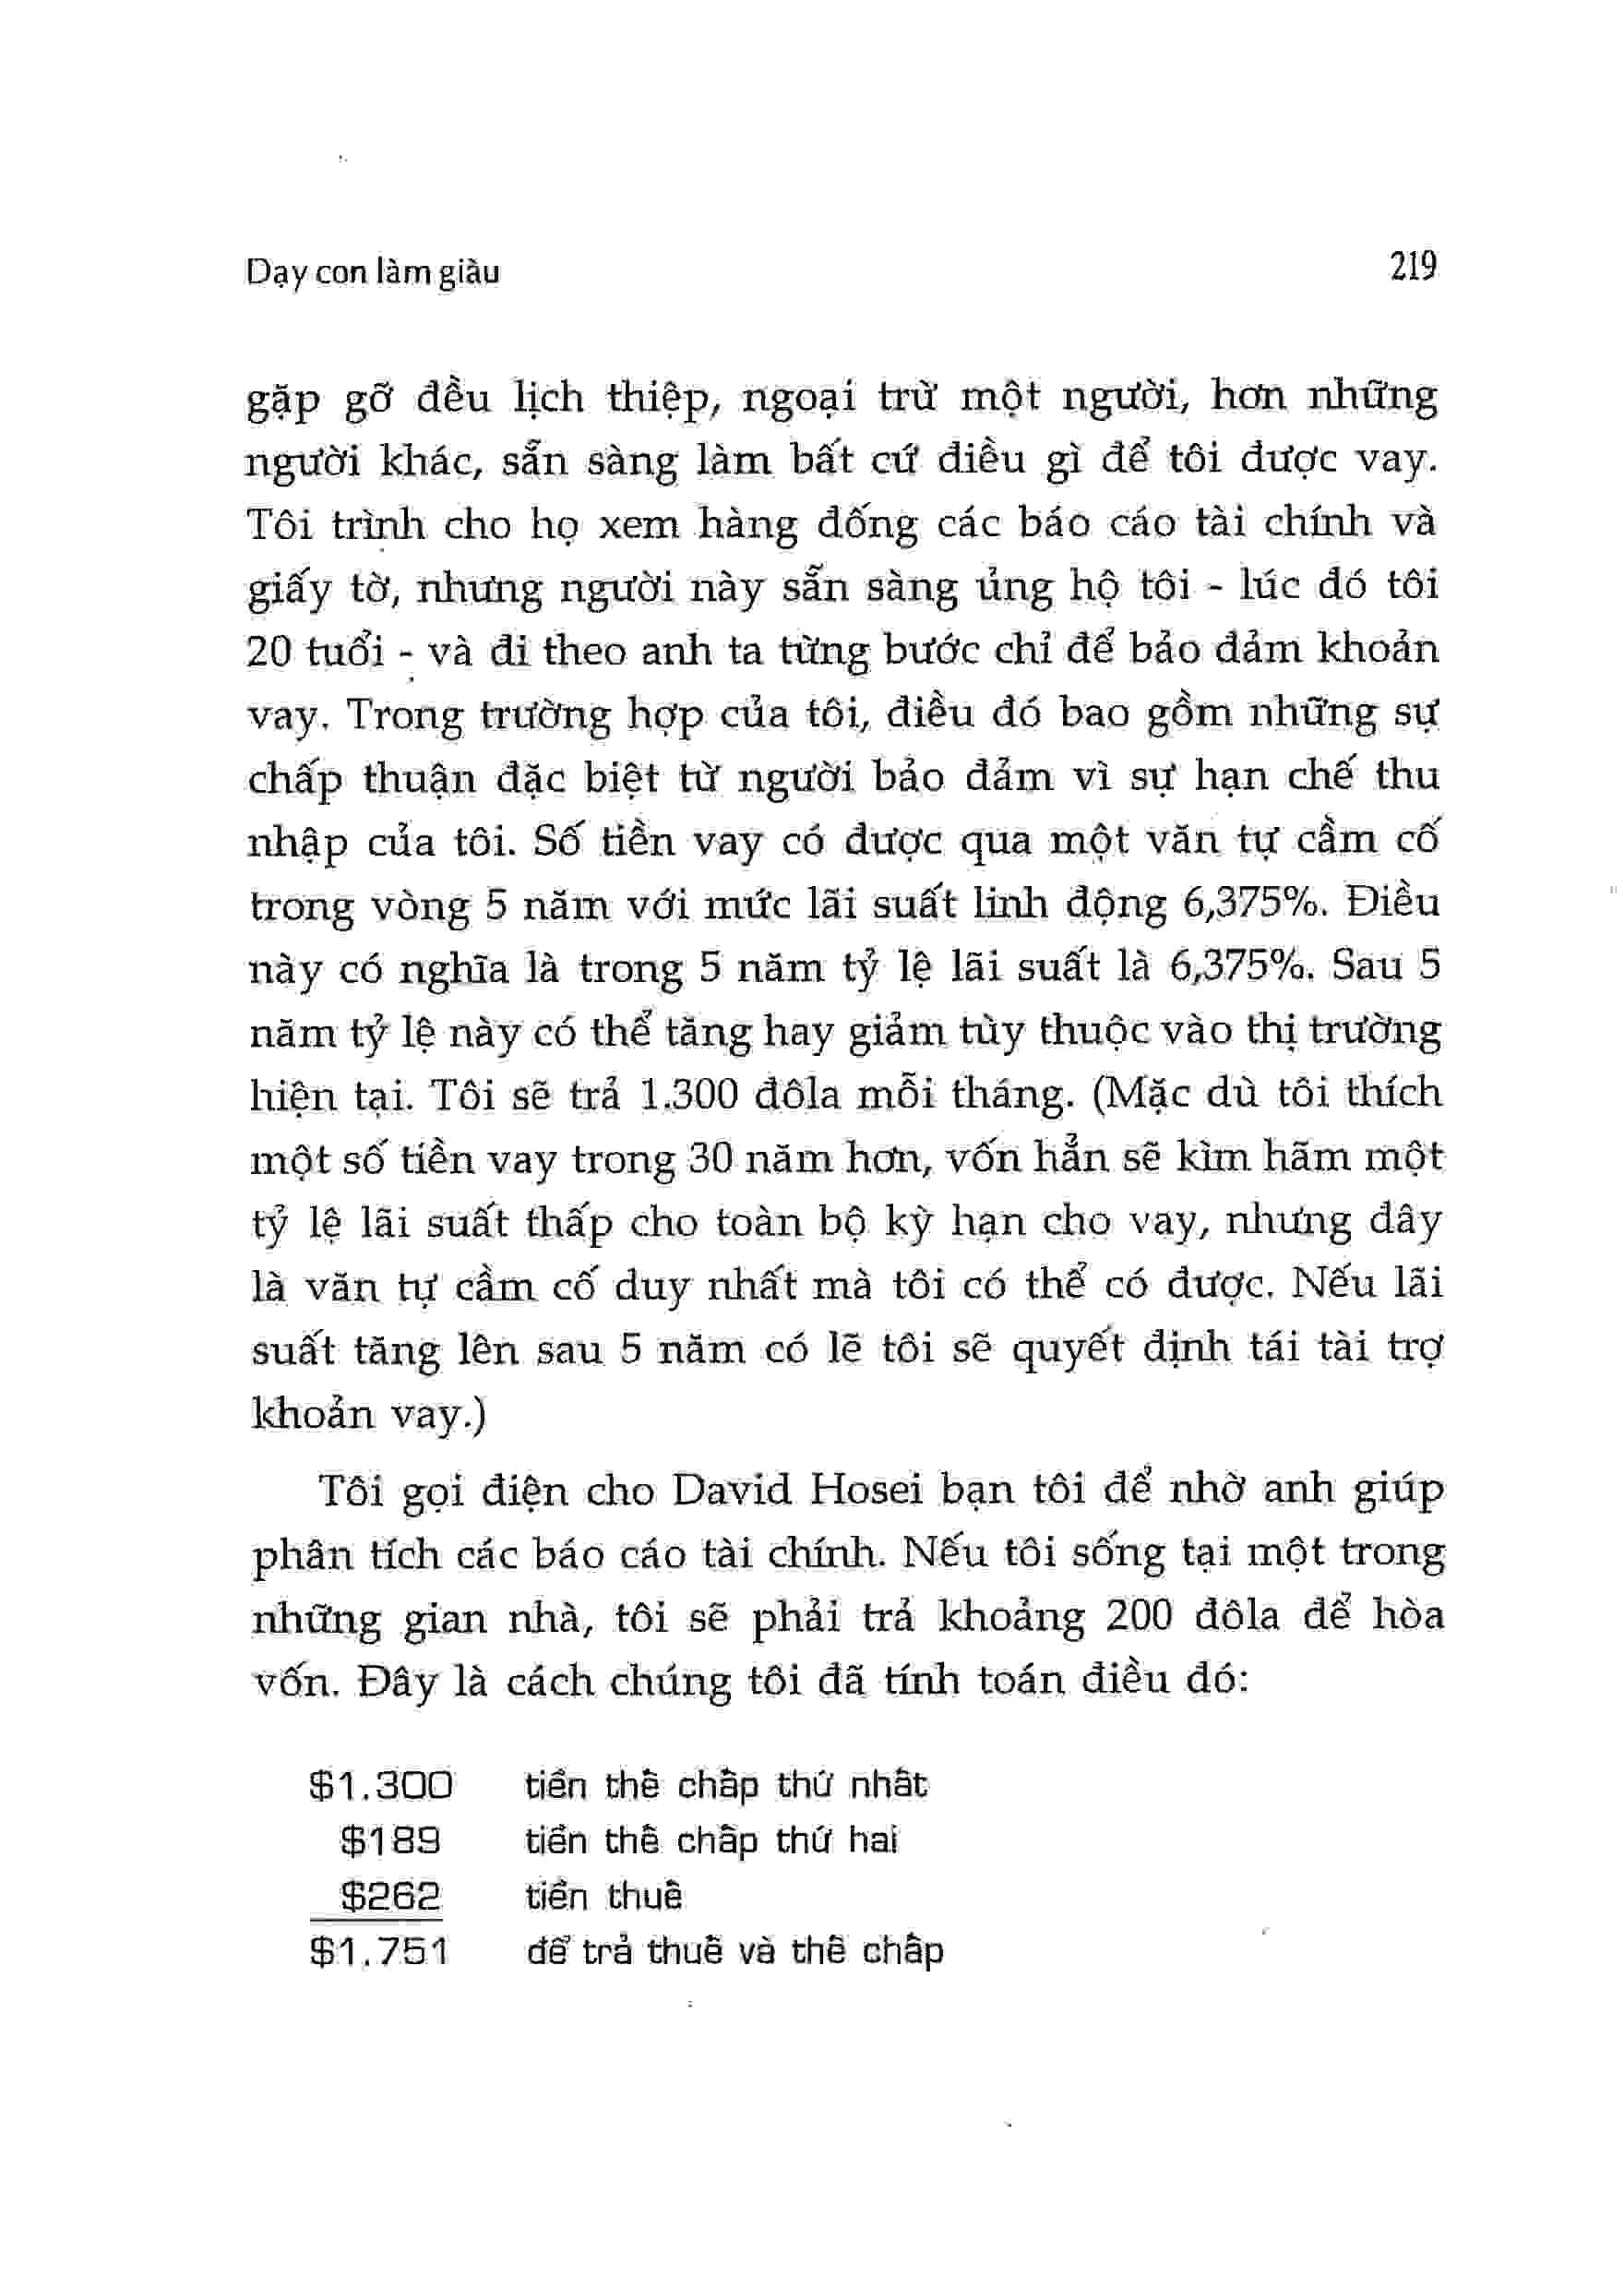 Dạy con làm giàu 219
gặp gỡ đều lịch thiệp, ngoại trừ một người, hơn những
người khác, sẵn sàng làm bất cứ điều gì để tôi được vay.
Tôi trình cho họ xem hàng đống các báo cáo tài chính và
giấy tờ, nhưng người này sẵn sàng ủng hộ tôi - lúc đó tôi
20 tuổi - và đi theo anh ta từng bước chỉ để bảo đảm khoản
vay. Trong trường hợp của tôi, điều đó bao gồm những sự
chấp thuận đặc biệt từ người bảo đảm vì sự hạn chế thu
nhập của tôi. Số tiền vay có được qua một văn tự cầm cố
trong vòng 5 năm với mức lãi suất linh động 6,375%. Điều
này có nghĩa là trong 5 năm tỷ lệ lãi suất là 6,375%. Sau 5
năm tỷ lệ này có thể tăng hay giảm tùy thuộc vào thị trường
hiện tại. Tôi sẽ trả 1.300 đôla mỗi tháng. (Mặc dù tôi thích
một số tiền vay trong 30 năm hơn, vốn hẳn sẽ kìm hãm một
tỷ lệ lãi suất thấp cho toàn bộ kỳ hạn cho vay, nhưng đây
là văn tự cầm cố duy nhất mà tôi có thể có được. Nếu lãi
suất tăng lên sau 5 năm có lẽ tôi sẽ quyết định tái tài trợ
khoản vay.)
Tôi gọi điện cho David Hosei bạn tôi để nhờ anh giúp
phân tích các báo cáo tài chính. Nếu tôi sống tại một trong
những gian nhà, tôi sẽ phải trả khoảng 200 đôla để hòa
vốn. Đây là cách chúng tôi đã tính toán điều đó:
$1.300 tiền thế chấp thứ nhất
$189 tiền thế chấp thứ hai
$262 tiền thuế
$1.751 để trả thuế và thế chấp